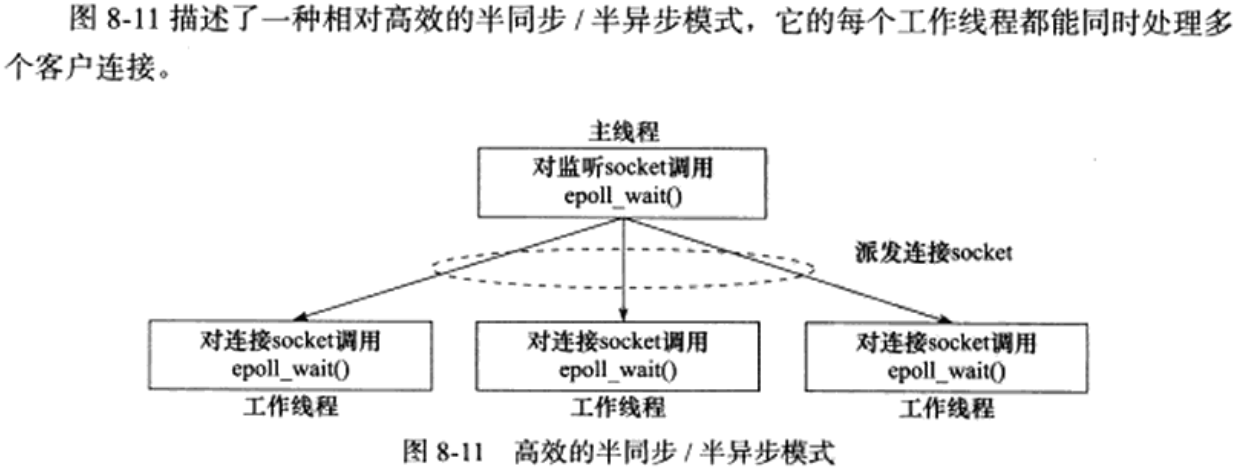 图 8-11 描述了一种相对高效的半同步 / 半异步模式，它的每个工作线程都能同时处理多
个客户连接。
主线程
对监听socket调用
epoll_wait()
派发连接socket
对连接socket调用
epoll_wait()
工作线程
对连接socket调用
epoll_wait()
工作线程
对连接socket调用
epoll_wait()
工作线程
图 8-11 高效的半同步 / 半异步模式